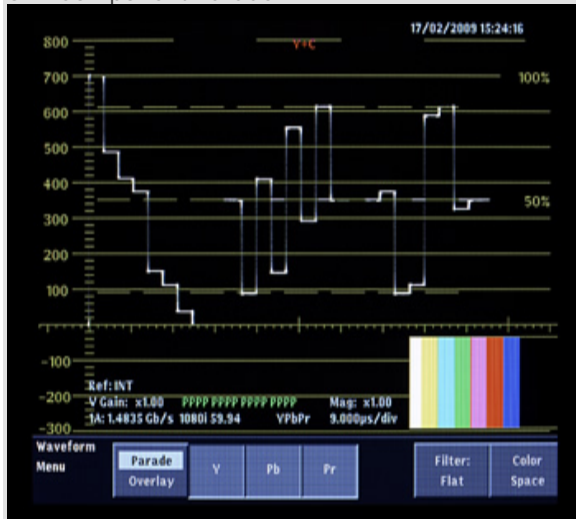 17/02/2009 15:24:16
800
Y+C
700
100%
600
500
400
50%
300
200
100
-100
Ref: INT
-200
V Gain: x1.00 PPPP PPPP PPPP PPPP Mag: x1.00
1A: 1.4835 Gb/s 1080i 59.94 YPbPr 9.000µs/div
-300
Waveform
Menu
Parade
Overlay
Y
Pb
Pr
Filter:
Flat
Color
Space